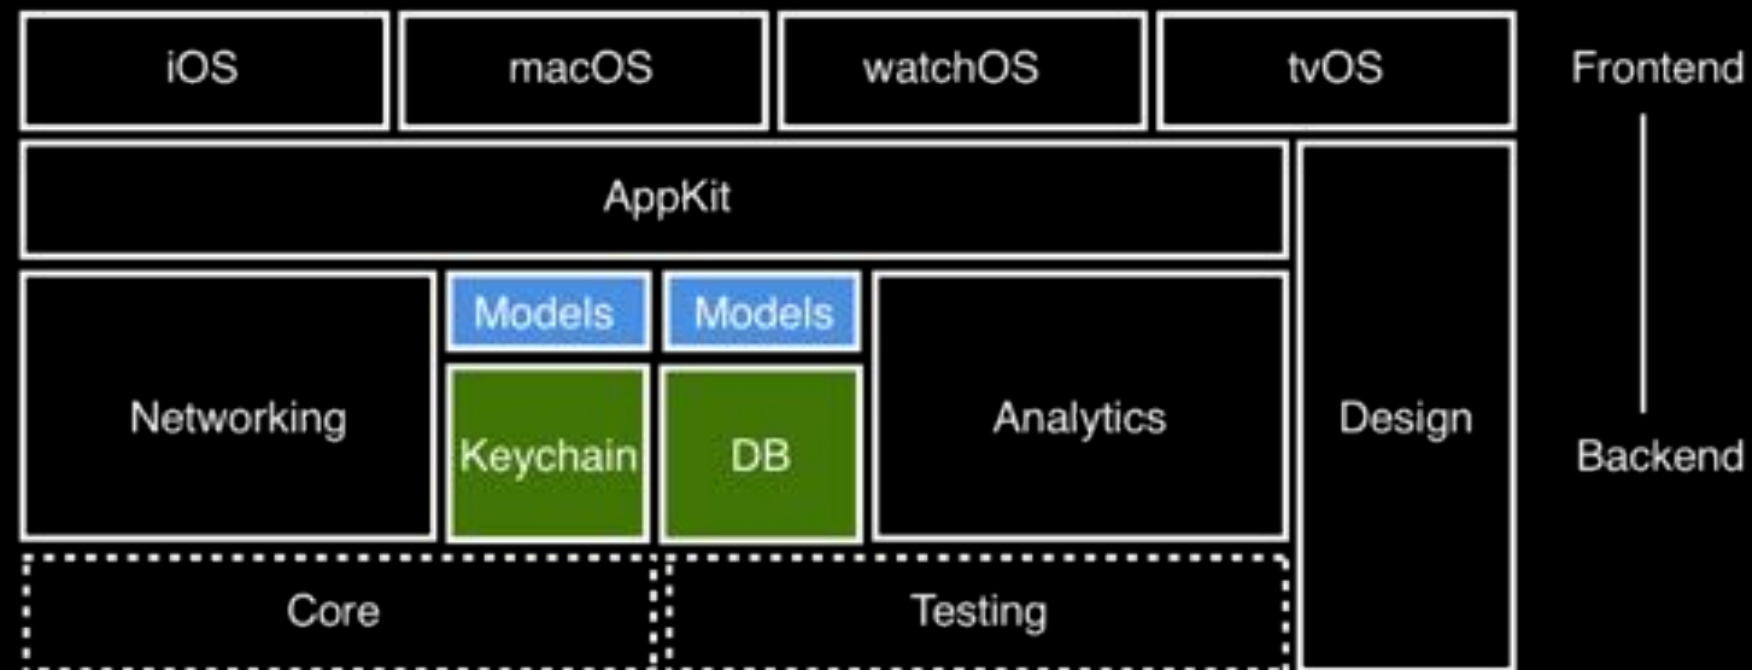 iOS
macOS
watchOS
tvOS
Frontend
AppKit
Models
Models
Networking
Keychain
DB
Analytics
Design
Backend
Core
Testing